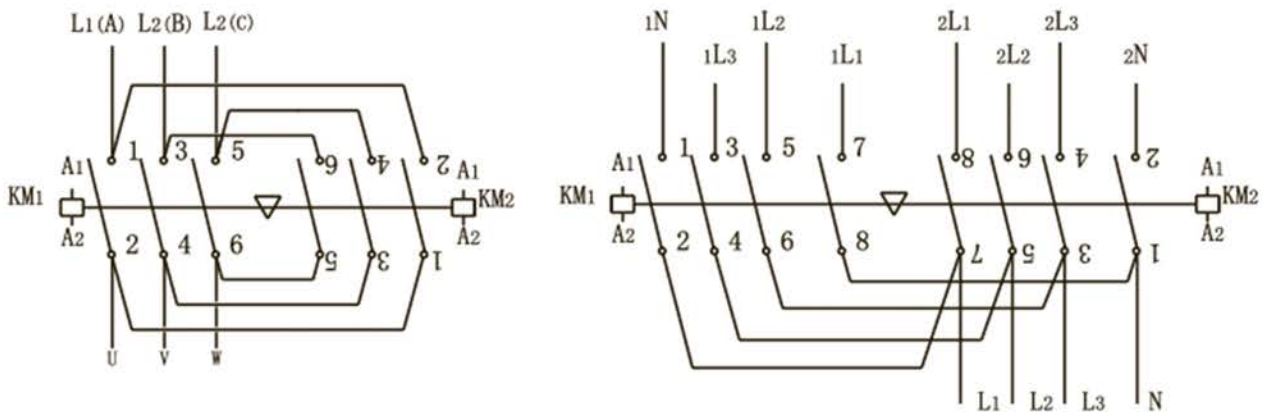 L1(A) L2(B) L2(C)
A1 1 3 5 6 4 2 A1
KM1 KM2
A2 2 4 6 5 3 1 A2
U V W
1N 1L2 2L1 2L3
1L3 1L1 2L2 2N
A1 1 3 5 7 8 6 4 2 A1
KM1 KM2
A2 2 4 6 8 7 5 3 1 A2
L1 L2 L3 N